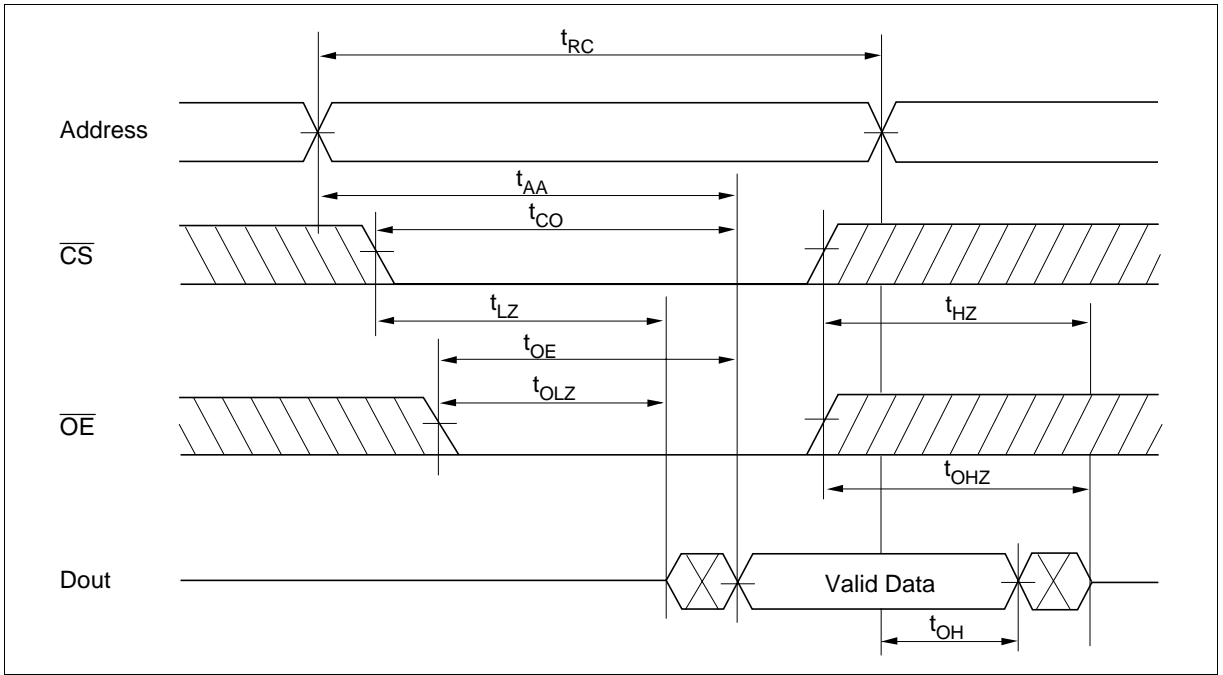 tRC
Address
tAA
tCO
CS
tLZ
tHZ
tOE
tOLZ
OE
tOHZ
Dout
Valid Data
tOH